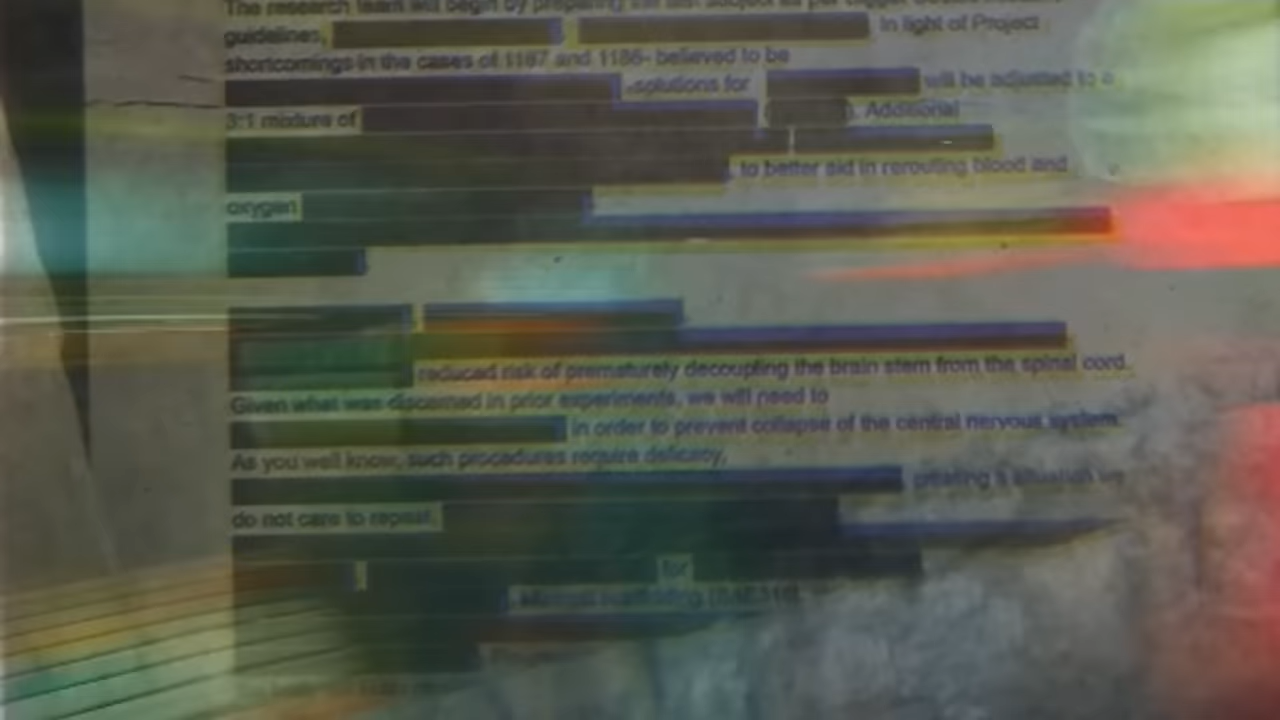 The research team will begin by preparing the test subject as per
guidelines, In light of Project
shortcomings in the cases of 1187 and 1186- believed to be
solutions for will be adjusted to a
3:1 mixture of . Additional
, to better aid in rerouting blood and
oxygen
reduced risk of prematurely decoupling the brain stem from the spinal cord.
Given what was discerned in prior experiments, we will need to
in order to prevent collapse of the central nervous system.
As you well know, such procedures require delicacy,
creating a situation we
do not care to repeat.
for